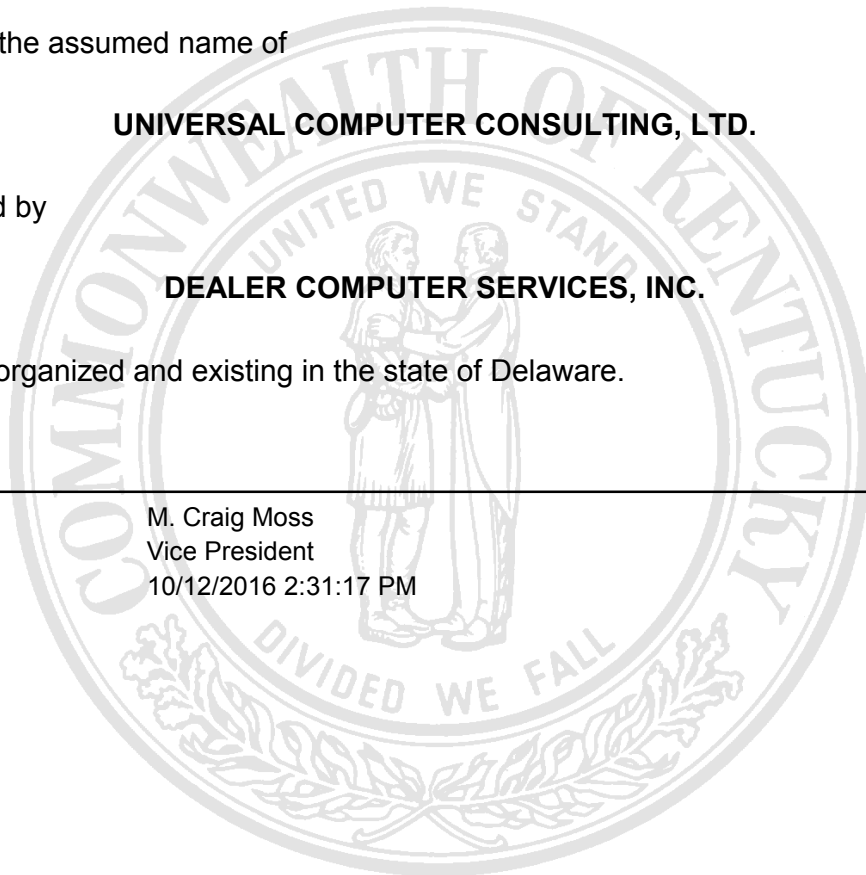 the assumed name of
UNIVERSAL COMPUTER CONSULTING, LTD.
d by
DEALER COMPUTER SERVICES, INC.
organized and existing in the state of Delaware.
M. Craig Moss
Vice President
10/12/2016 2:31:17 PM
COMMONWEALTH OF KENTUCKY
UNITED WE STAND
DIVIDED WE FALL